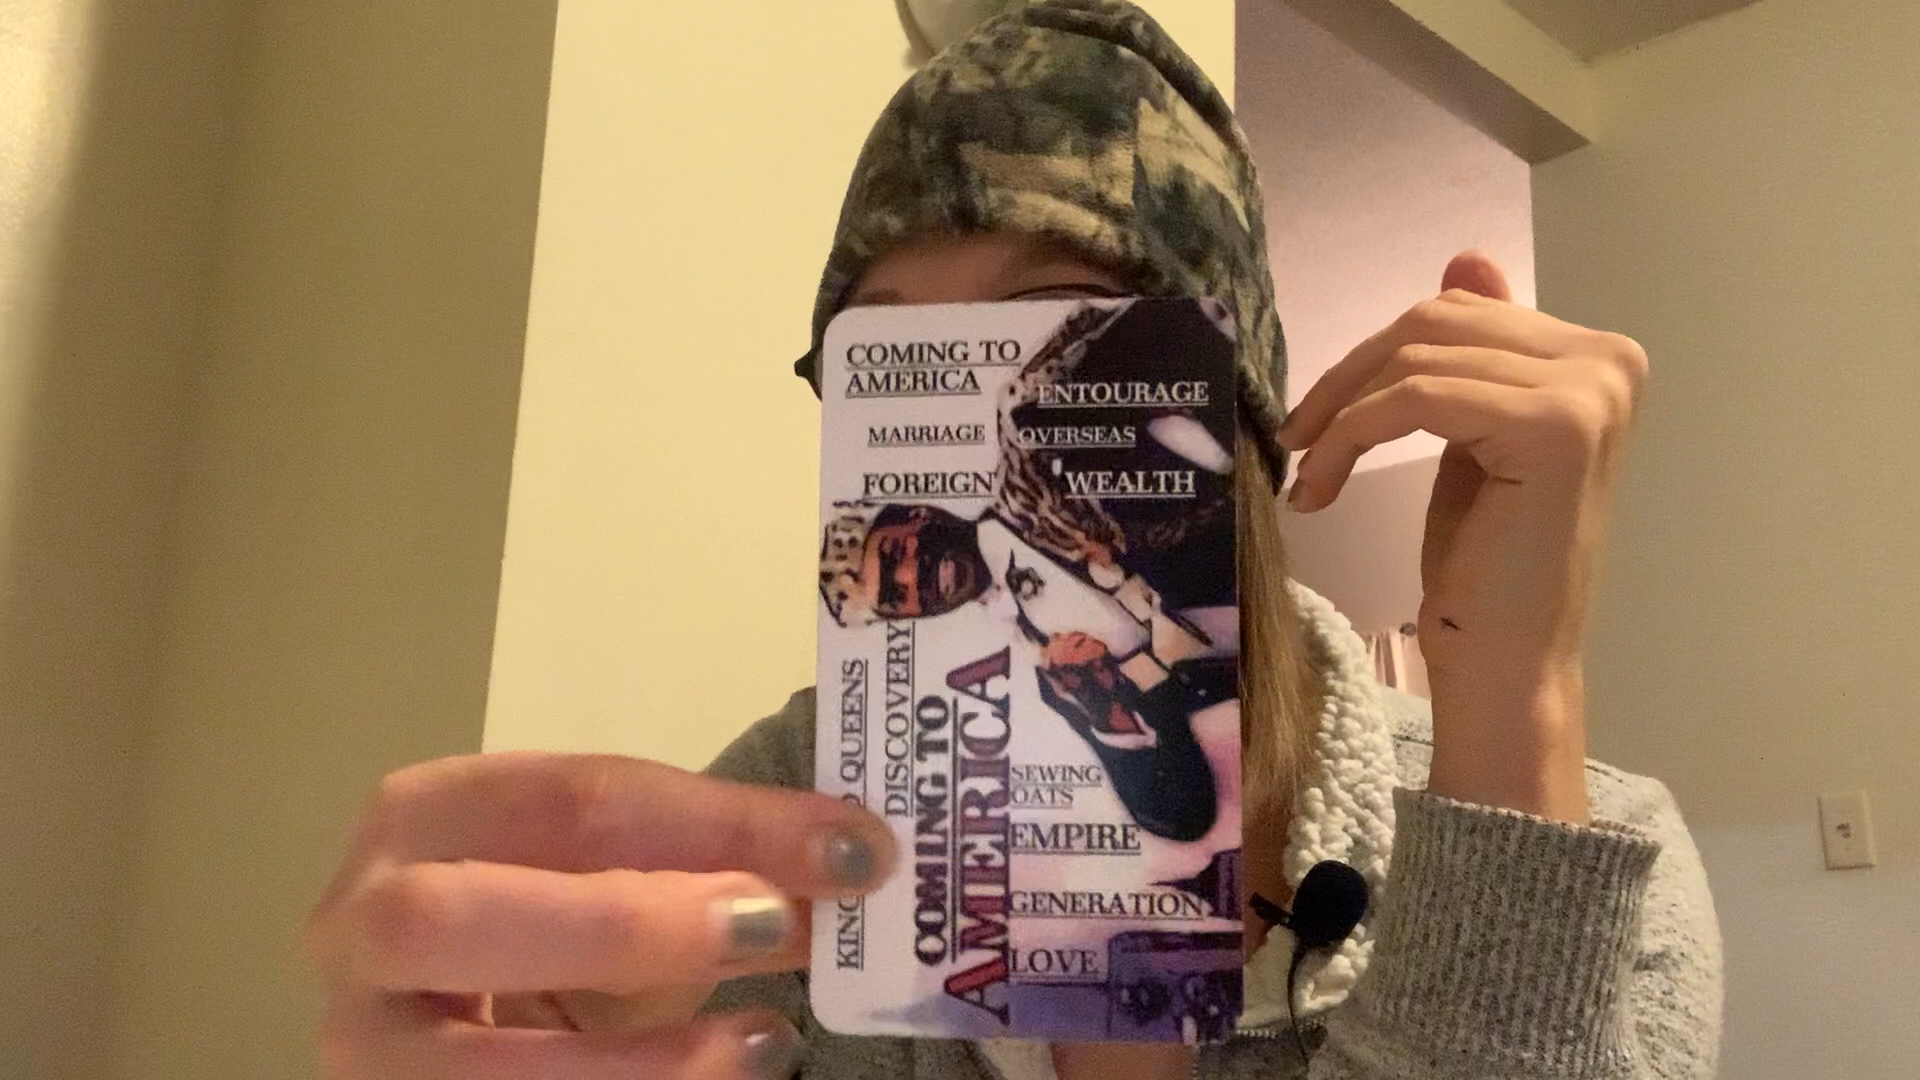 COMING TO
AMERICA
ENTOURAGE
MARRIAGE
OVERSEAS
FOREIGN
WEALTH
QUEENS
DISCOVERY
COMING TO
AMERICA
SEWING
OATS
EMPIRE
GENERATION
LOVE